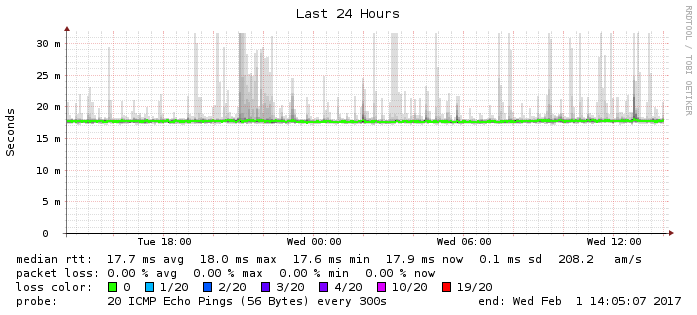 Last 24 Hours
RRDTOOL / TOBI OETIKER
Seconds
30 m
25 m
20 m
15 m
10 m
5 m
0
Tue 18:00 Wed 00:00 Wed 06:00 Wed 12:00
median rtt: 17.7 ms avg 18.0 ms max 17.6 ms min 17.9 ms now 0.1 ms sd 208.2 am/s
packet loss: 0.00 % avg 0.00 % max 0.00 % min 0.00 % now
loss color: 0 1/20 2/20 3/20 4/20 10/20 19/20
probe: 20 ICMP Echo Pings (56 Bytes) every 300s end: Wed Feb 1 14:05:07 2017